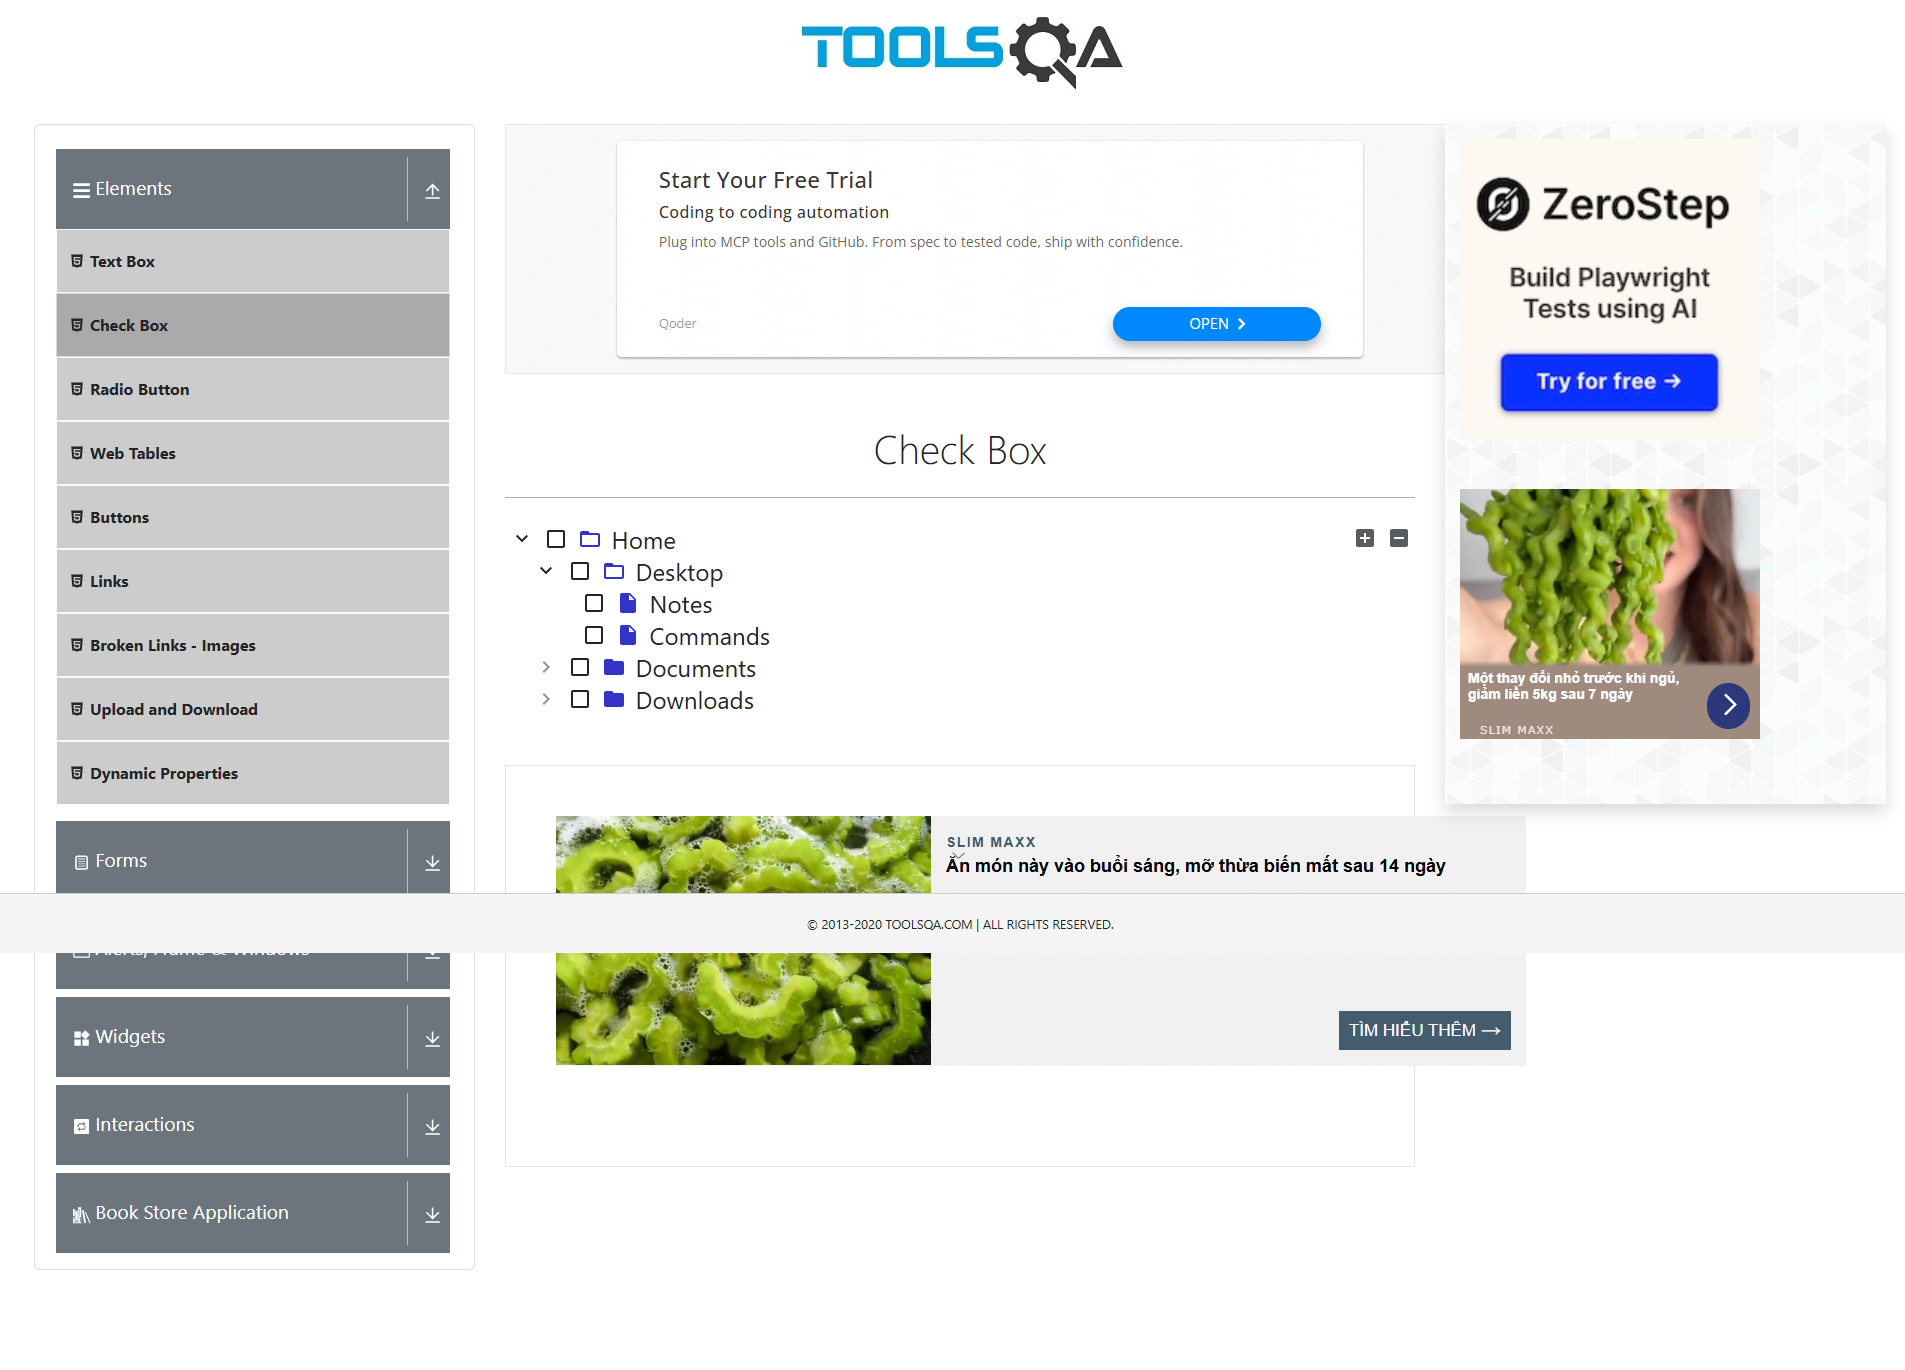 TOOLSQA
Elements
Text Box
Check Box
Radio Button
Web Tables
Buttons
Links
Broken Links - Images
Upload and Download
Dynamic Properties
Forms
Alerts, Frame & Windows
Widgets
Interactions
Book Store Application
Start Your Free Trial
Coding to coding automation
Plug into MCP tools and GitHub. From spec to tested code, ship with confidence.
Qoder
OPEN
Check Box
Home
Desktop
Notes
Commands
Documents
Downloads
SLIM MAXX
Ăn món này vào buổi sáng, mỡ thừa biến mất sau 14 ngày
TÌM HIỂU THÊM →
ZeroStep
Build Playwright
Tests using AI
Try for free →
Một thay đổi nhỏ trước khi ngủ,
giảm liền 5kg sau 7 ngày
SLIM MAXX
© 2013-2020 TOOLSQA.COM | ALL RIGHTS RESERVED.